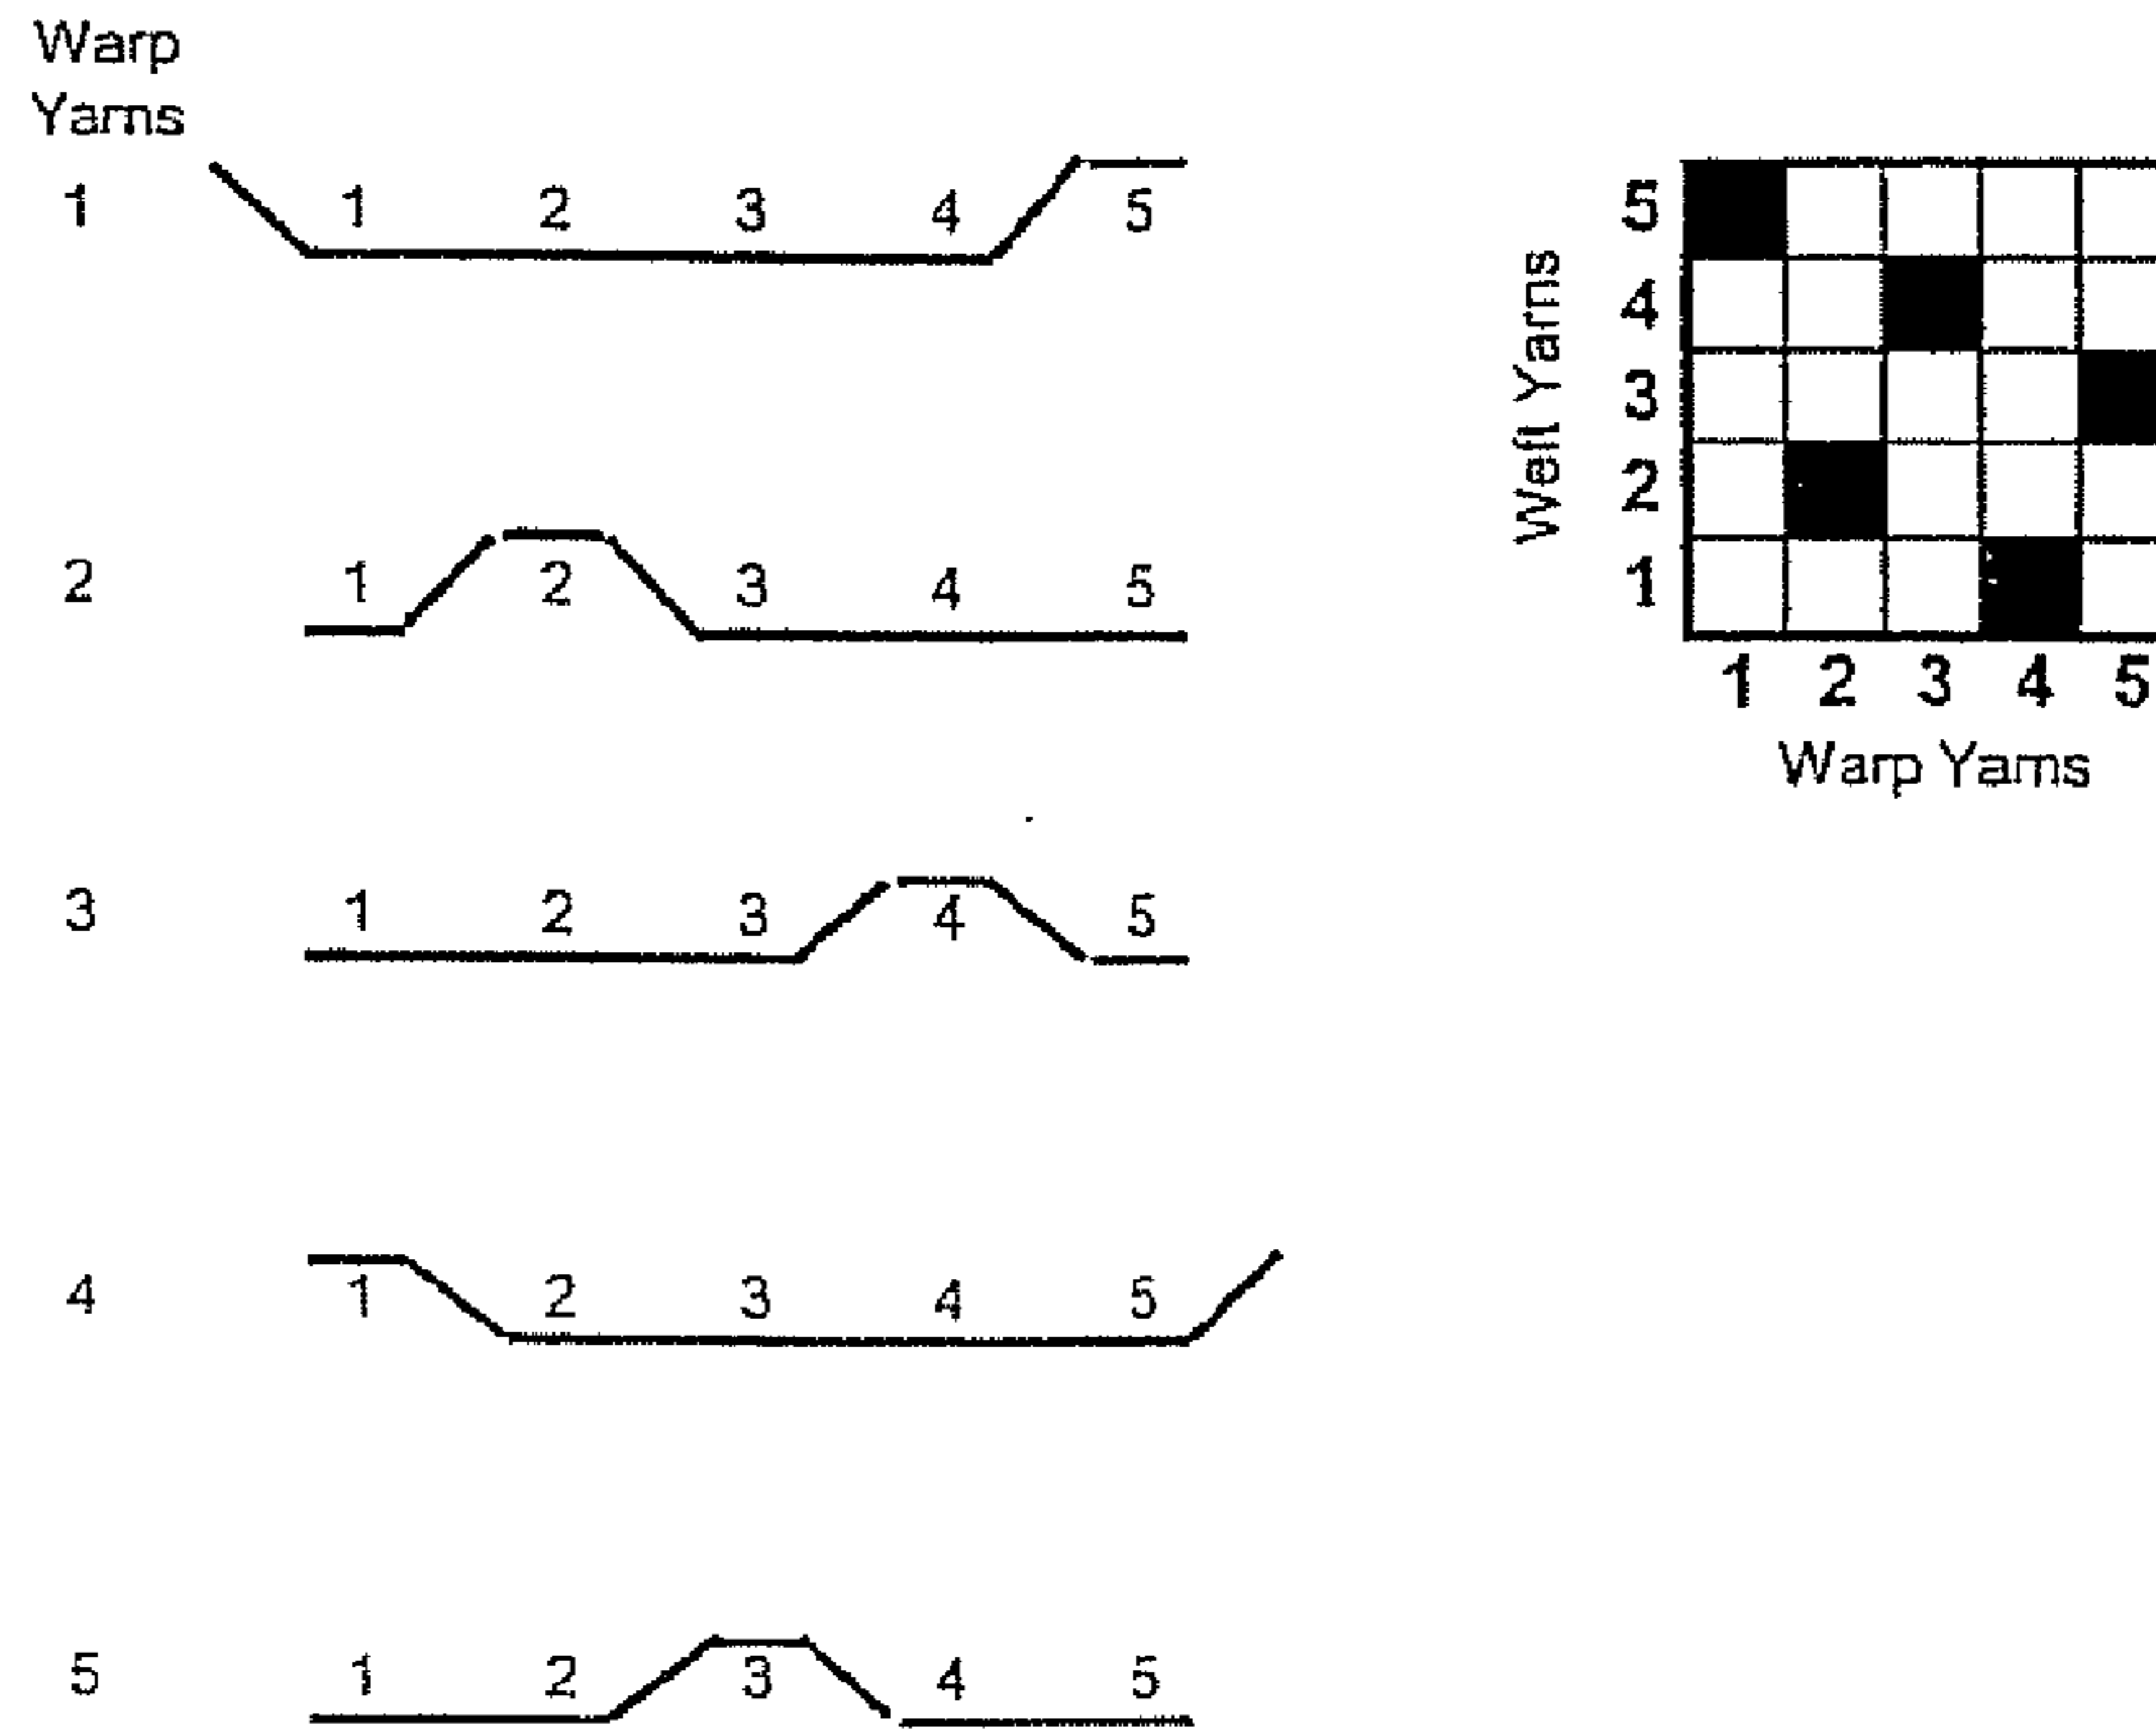 Warp
Yarns
1 1 2 3 4 5
2 1 2 3 4 5
3 1 2 3 4 5
4 1 2 3 4 5
5 1 2 3 4 5
Weft Yarns
5
4
3
2
1
1 2 3 4 5
Warp Yarns